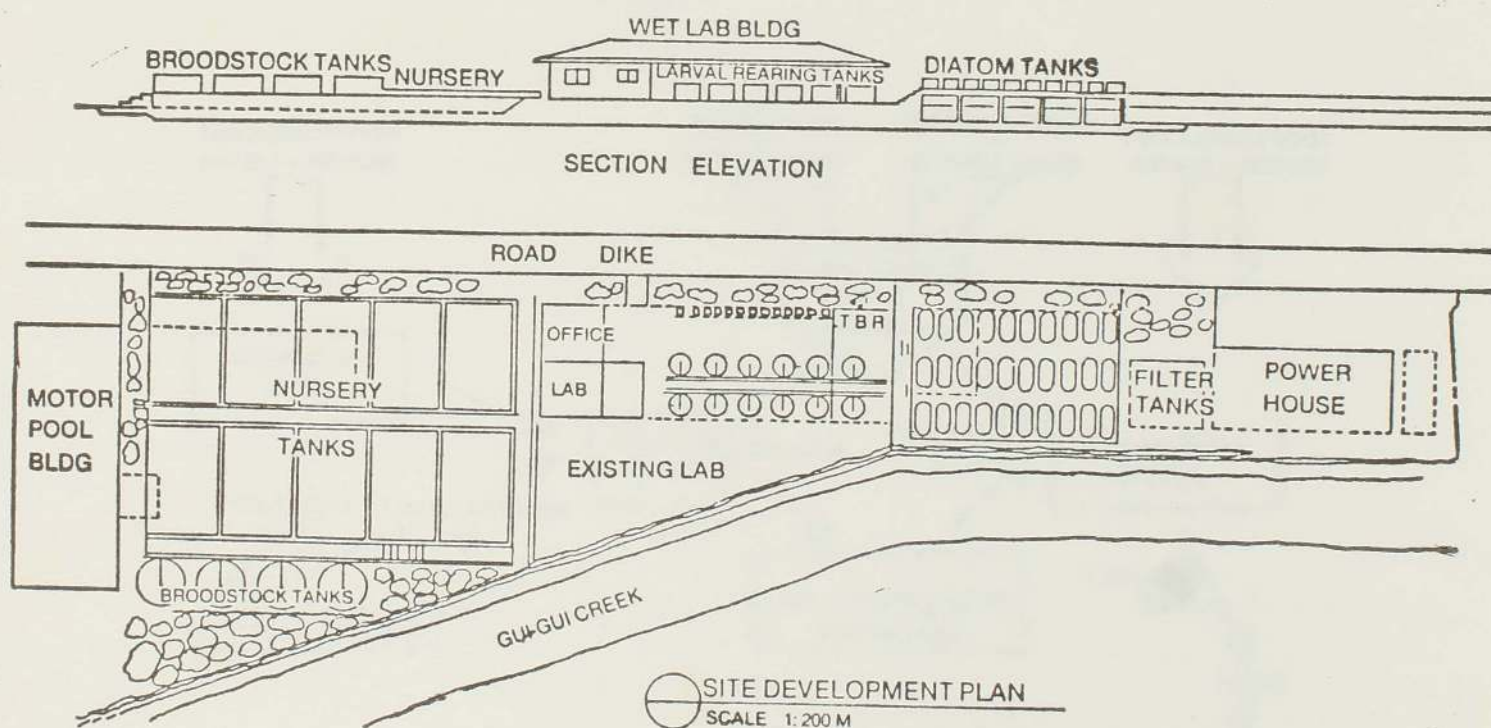 WET LAB BLDG
BROODSTOCK TANKS
NURSERY
LARVAL REARING TANKS
DIATOM TANKS
SECTION ELEVATION
ROAD DIKE
OFFICE
TBR
LAB
NURSERY
TANKS
MOTOR
POOL
BLDG
FILTER
TANKS
POWER
HOUSE
EXISTING LAB
BROODSTOCK TANKS
GUI-GUI CREEK
SITE DEVELOPMENT PLAN
SCALE 1:200 M